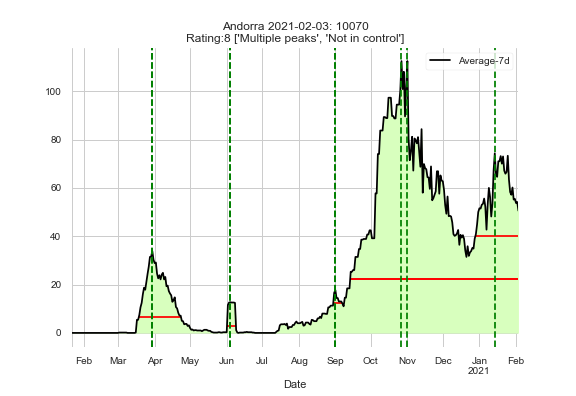 Andorra 2021-02-03: 10070
Rating:8 ['Multiple peaks', 'Not in control']
Average-7d
100
80
60
40
20
0
Feb Mar Apr May Jun Jul Aug Sep Oct Nov Dec Jan Feb
2021
Date